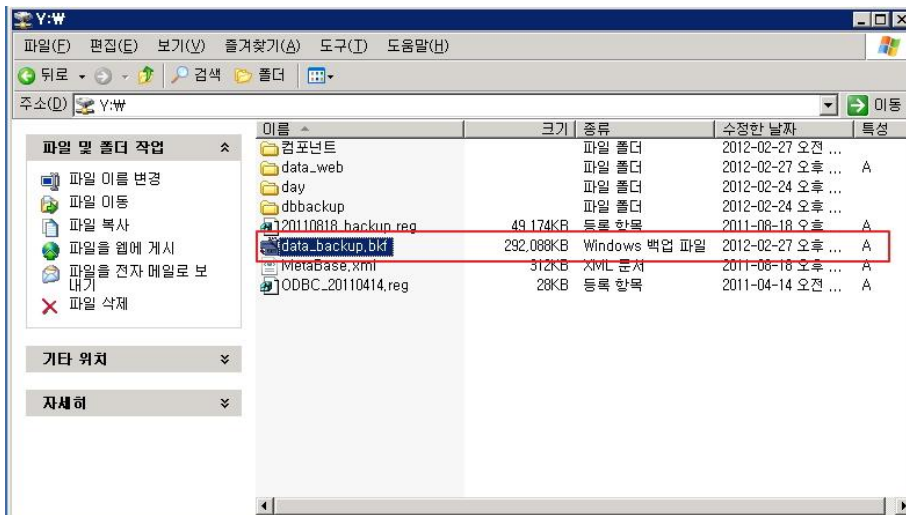 Y:₩
파일(F) 편집(E) 보기(V) 즐겨찾기(A) 도구(T) 도움말(H)
뒤로 검색 폴더
주소(D) Y:₩ 이동
이름 크기 종류 수정한 날짜 특성
파일 및 폴더 작업
파일 이름 변경
파일 이동
파일 복사
파일을 웹에 게시
파일을 전자 메일로 보
내기
파일 삭제
기타 위치
자세히
컴포넌트 파일 폴더 2012-02-27 오전 ...
data_web 파일 폴더 2012-02-27 오후 ... A
day 파일 폴더 2012-02-24 오후 ...
dbbackup 파일 폴더 2012-02-24 오후 ...
20110818_backup.reg 49,174KB 등록 항목 2011-08-18 오후 ... A
data_backup.bkf 292,088KB Windows 백업 파일 2012-02-27 오후 ... A
MetaBase.xml 312KB XML 문서 2011-08-18 오후 ... A
ODBC_20110414.reg 28KB 등록 항목 2011-04-14 오전 ... A